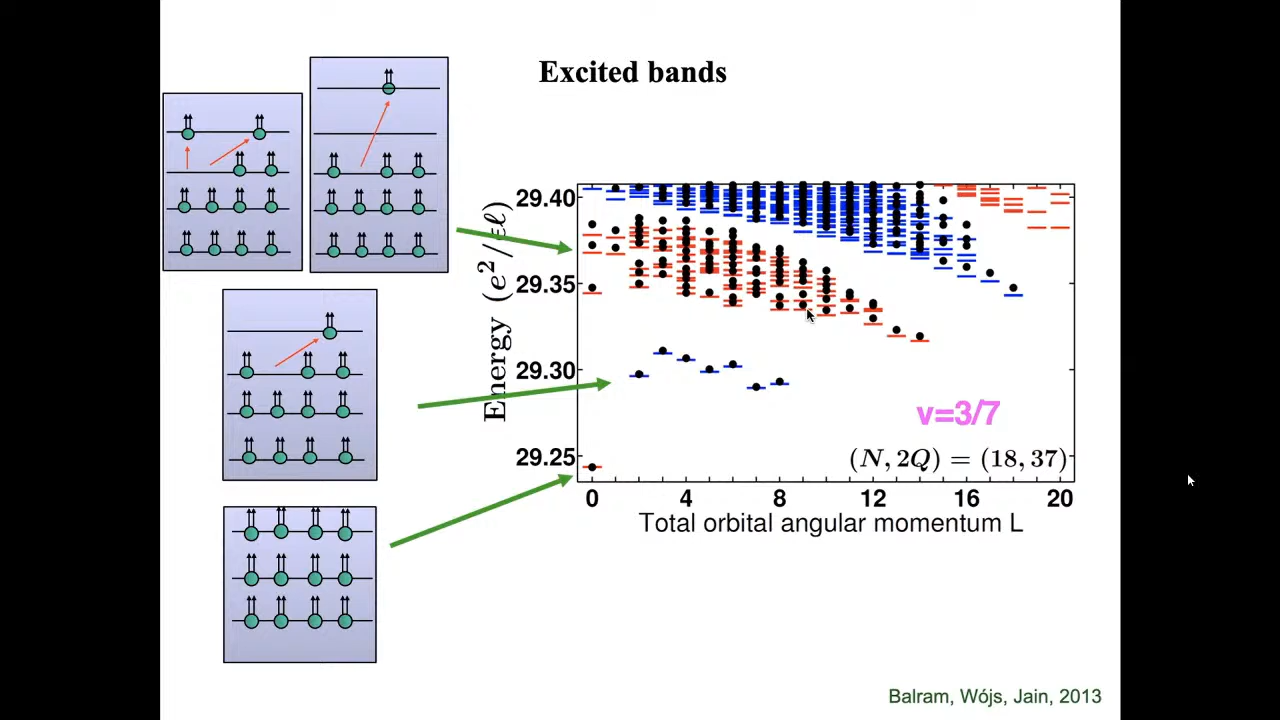 Excited bands
Energy (e²/εℓ)
29.40
29.35
29.30
29.25
ν=3/7
(N, 2Q) = (18, 37)
0 4 8 12 16 20
Total orbital angular momentum L
Balram, Wójs, Jain, 2013